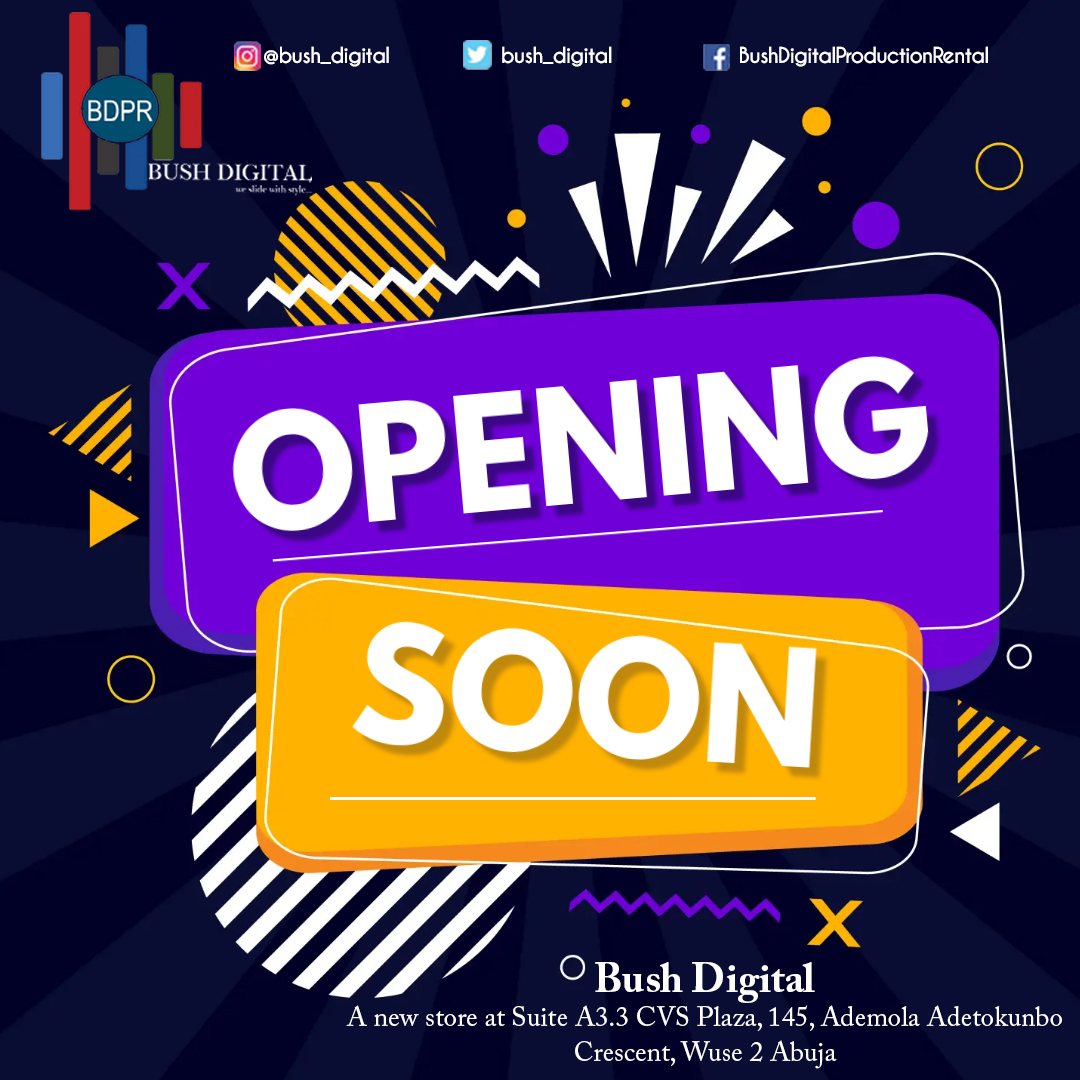 @bush_digital
bush_digital
BushDigitalProductionRental
BDPR
BUSH DIGITAL
we slide with style...
OPENING
SOON
Bush Digital
A new store at Suite A3.3 CVS Plaza, 145, Ademola Adetokunbo
Crescent, Wuse 2 Abuja